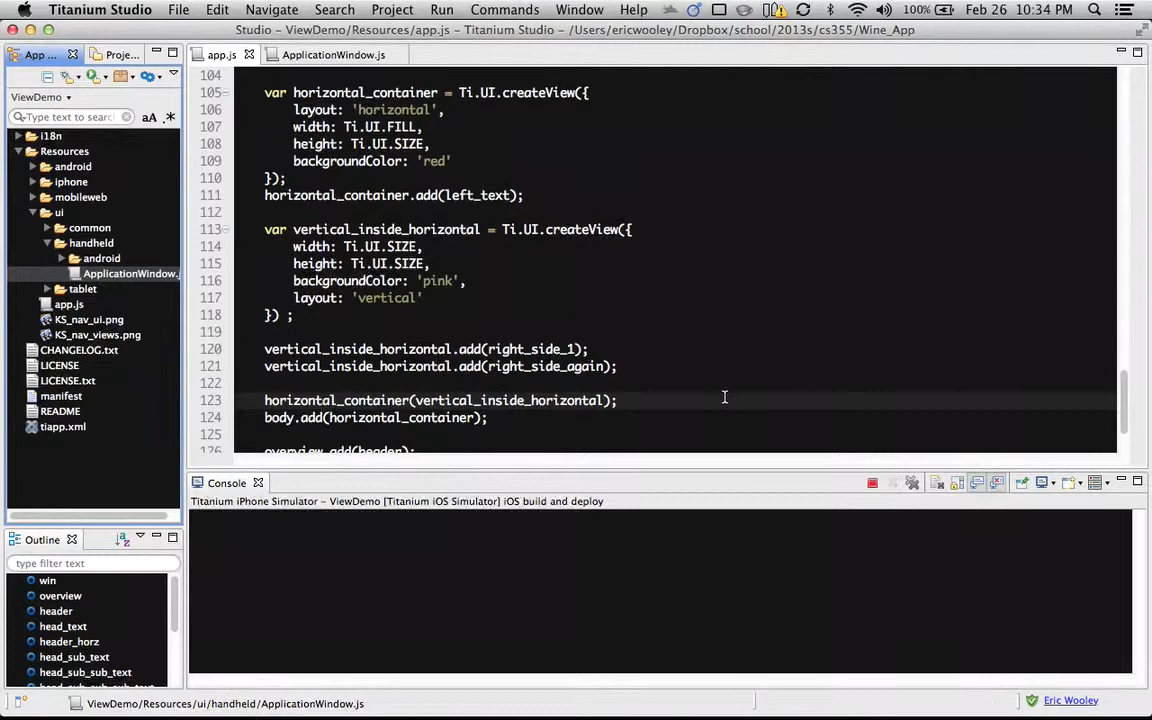 Titanium Studio File Edit Navigate Search Project Run Commands Window Help 100% Feb 26 10:34 PM
Studio - ViewDemo/Resources/app.js - Titanium Studio - /Users/ericwooley/Dropbox/school/2013s/cs355/Wine_App
App ... Proje... app.js ApplicationWindow.js
ViewDemo
Type text to searc aA .*
i18n
Resources
android
iphone
mobileweb
ui
common
handheld
android
ApplicationWindow.j
tablet
app.js
KS_nav_ui.png
KS_nav_views.png
CHANGELOG.txt
LICENSE
LICENSE.txt
manifest
README
tiapp.xml
104
105 var horizontal_container = Ti.UI.createView({
106 layout: 'horizontal',
107 width: Ti.UI.FILL,
108 height: Ti.UI.SIZE,
109 backgroundColor: 'red'
110 });
111 horizontal_container.add(left_text);
112
113 var vertical_inside_horizontal = Ti.UI.createView({
114 width: Ti.UI.SIZE,
115 height: Ti.UI.SIZE,
116 backgroundColor: 'pink',
117 layout: 'vertical'
118 }) ;
119
120 vertical_inside_horizontal.add(right_side_1);
121 vertical_inside_horizontal.add(right_side_again);
122
123 horizontal_container(vertical_inside_horizontal);
124 body.add(horizontal_container);
125
126 overview.add(header);
Console
Titanium iPhone Simulator - ViewDemo [Titanium iOS Simulator] iOS build and deploy
Outline
type filter text
win
overview
header
head_text
header_horz
head_sub_text
head_sub_sub_text
head_sub_sub_sub_text
ViewDemo/Resources/ui/handheld/ApplicationWindow.js
Eric Wooley